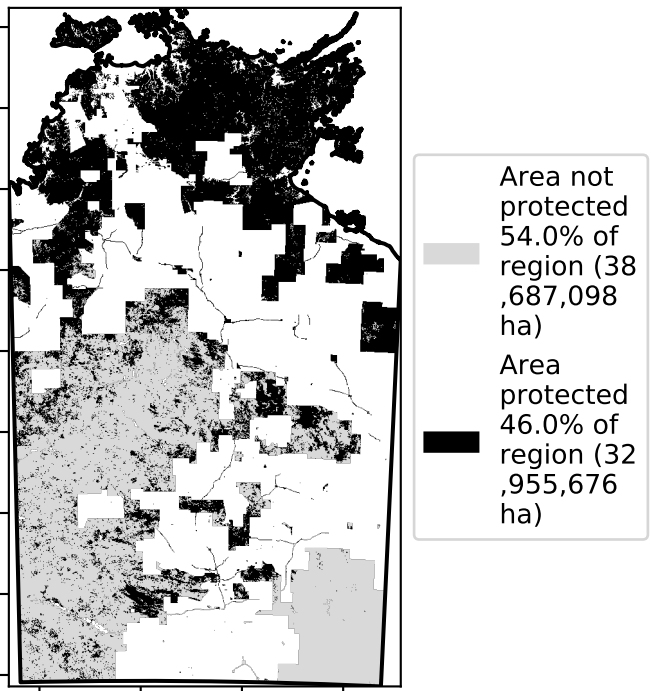 Area not
protected
54.0% of
region (38
,687,098
ha)
Area
protected
46.0% of
region (32
,955,676
ha)